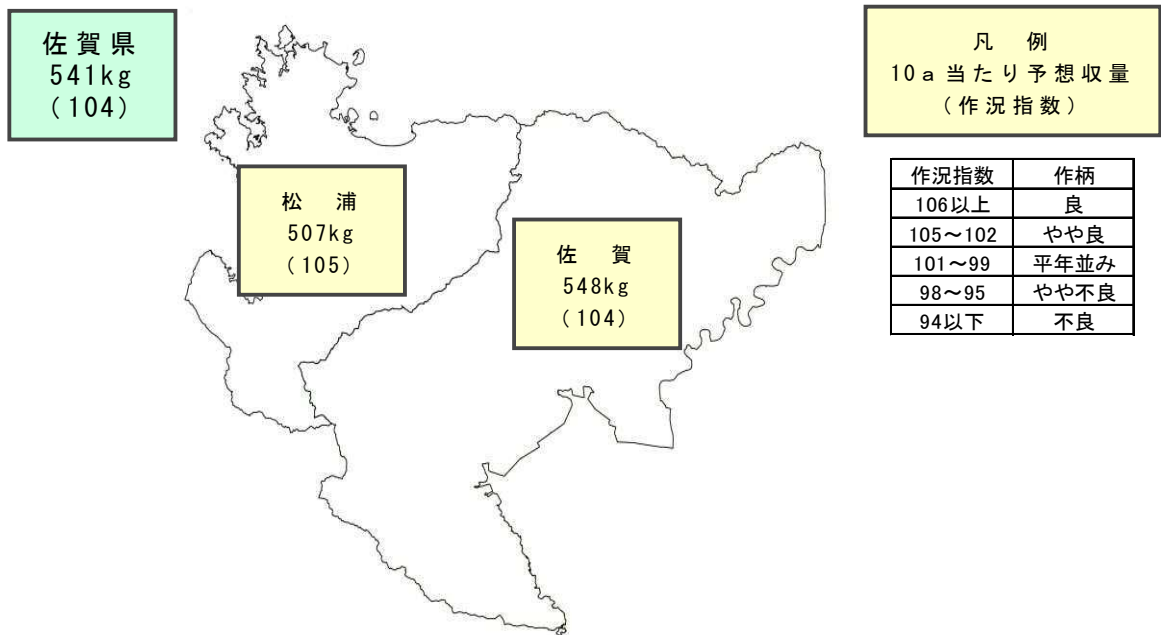 佐賀県
541kg
(104)
凡 例
10a当たり予想収量
(作況指数)
松 浦
507kg
(105)
佐 賀
548kg
(104)
作況指数 作柄
106以上 良
105～102 やや良
101～99 平年並み
98～95 やや不良
94以下 不良